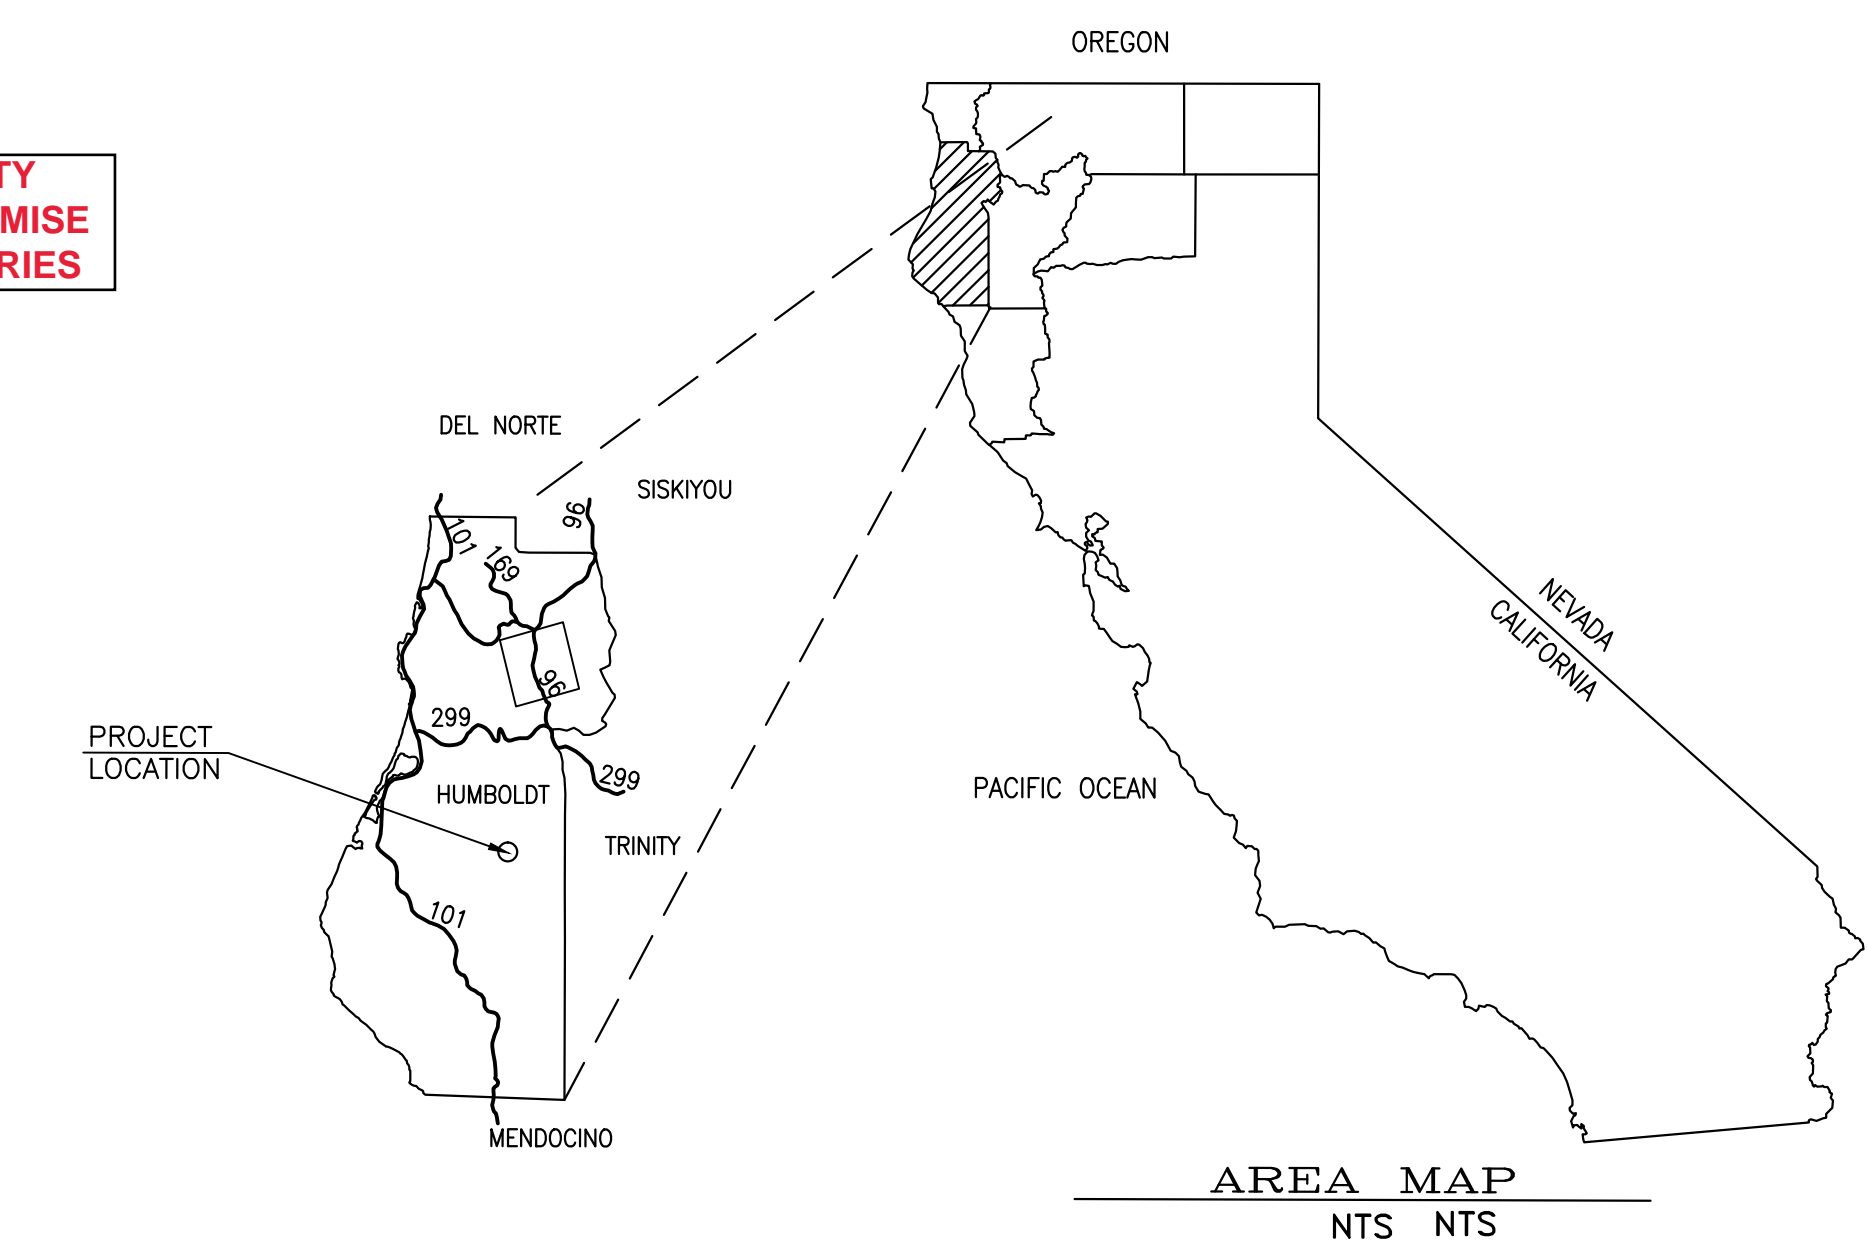 OREGON
TY
MISE
RIES
DEL NORTE
SISKIYOU
96
101
169
96
NEVADA
CALIFORNIA
299
PROJECT
LOCATION
299
HUMBOLDT
PACIFIC OCEAN
TRINITY
101
MENDOCINO
AREA MAP
NTS NTS